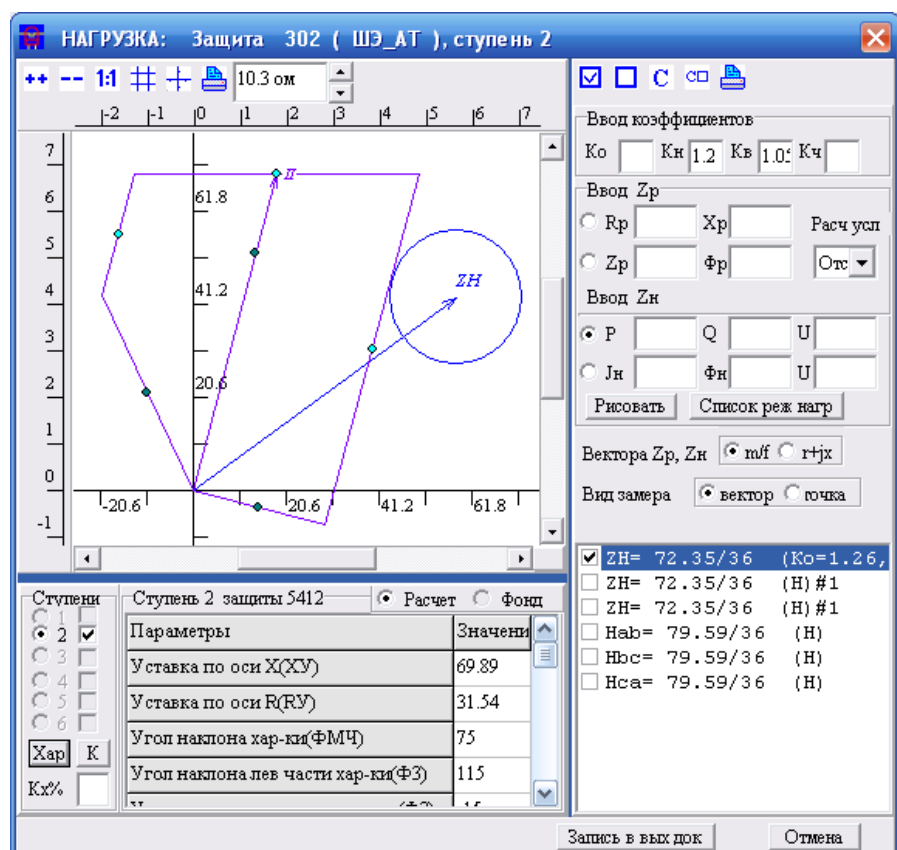 НАГРУЗКА: Защита 302 ( ШЭ_АТ ), ступень 2
++ -- 1:1 10.3 ом
-2 -1 0 1 2 3 4 5 6 7
7
6
5
4
3
2
1
0
-1
61.8
41.2
20.6
-20.6 20.6 41.2 61.8
II
ZH
C
Ввод коэффициентов
Ко Кн 1.2 Кв 1.05 Кч
Ввод Zp
Rp Xp Расч усл
Zp Фр Отс
Ввод Zн
P Q U
Jн Фн U
Рисовать Список реж нагр
Вектора Zp, Zн m/f r+jx
Вид замера вектор точка
ZH= 72.35/36 (Ko=1.26,
ZH= 72.35/36 (H)#1
ZH= 72.35/36 (H)#1
Hab= 79.59/36 (H)
Hbc= 79.59/36 (H)
Hca= 79.59/36 (H)
Ступени
1
2
3
4
5
6
Хар К
Кх%
Ступень 2 защиты 5412 Расчет Фонд
Параметры Значени
Уставка по оси X(ХУ) 69.89
Уставка по оси R(RУ) 31.54
Угол наклона хар-ки(ФМЧ) 75
Угол наклона лев части хар-ки(Ф3) 115
Запись в вых док Отмена